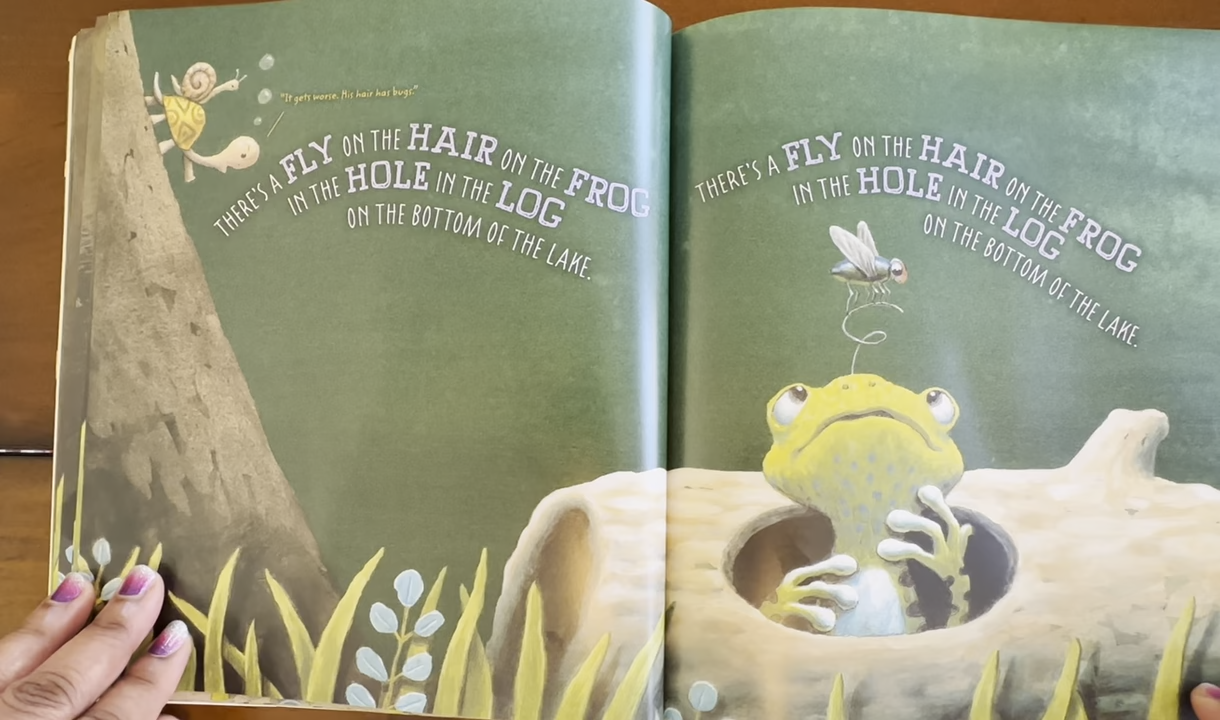 "It gets worse. His hair has bugs."
THERE'S A FLY ON THE HAIR ON THE FROG
IN THE HOLE IN THE LOG
ON THE BOTTOM OF THE LAKE.
THERE'S A FLY ON THE HAIR ON THE FROG
IN THE HOLE IN THE LOG
ON THE BOTTOM OF THE LAKE.